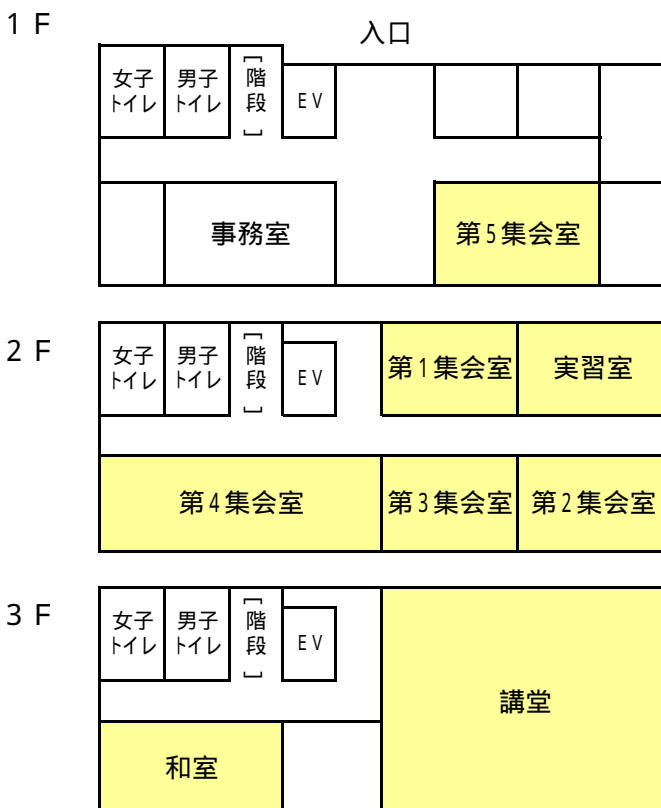 1F
入口
女子
トイレ
男子
トイレ
[階段]
EV
事務室
第5集会室
2F
女子
トイレ
男子
トイレ
[階段]
EV
第1集会室
実習室
第4集会室
第3集会室
第2集会室
3F
女子
トイレ
男子
トイレ
[階段]
EV
講堂
和室